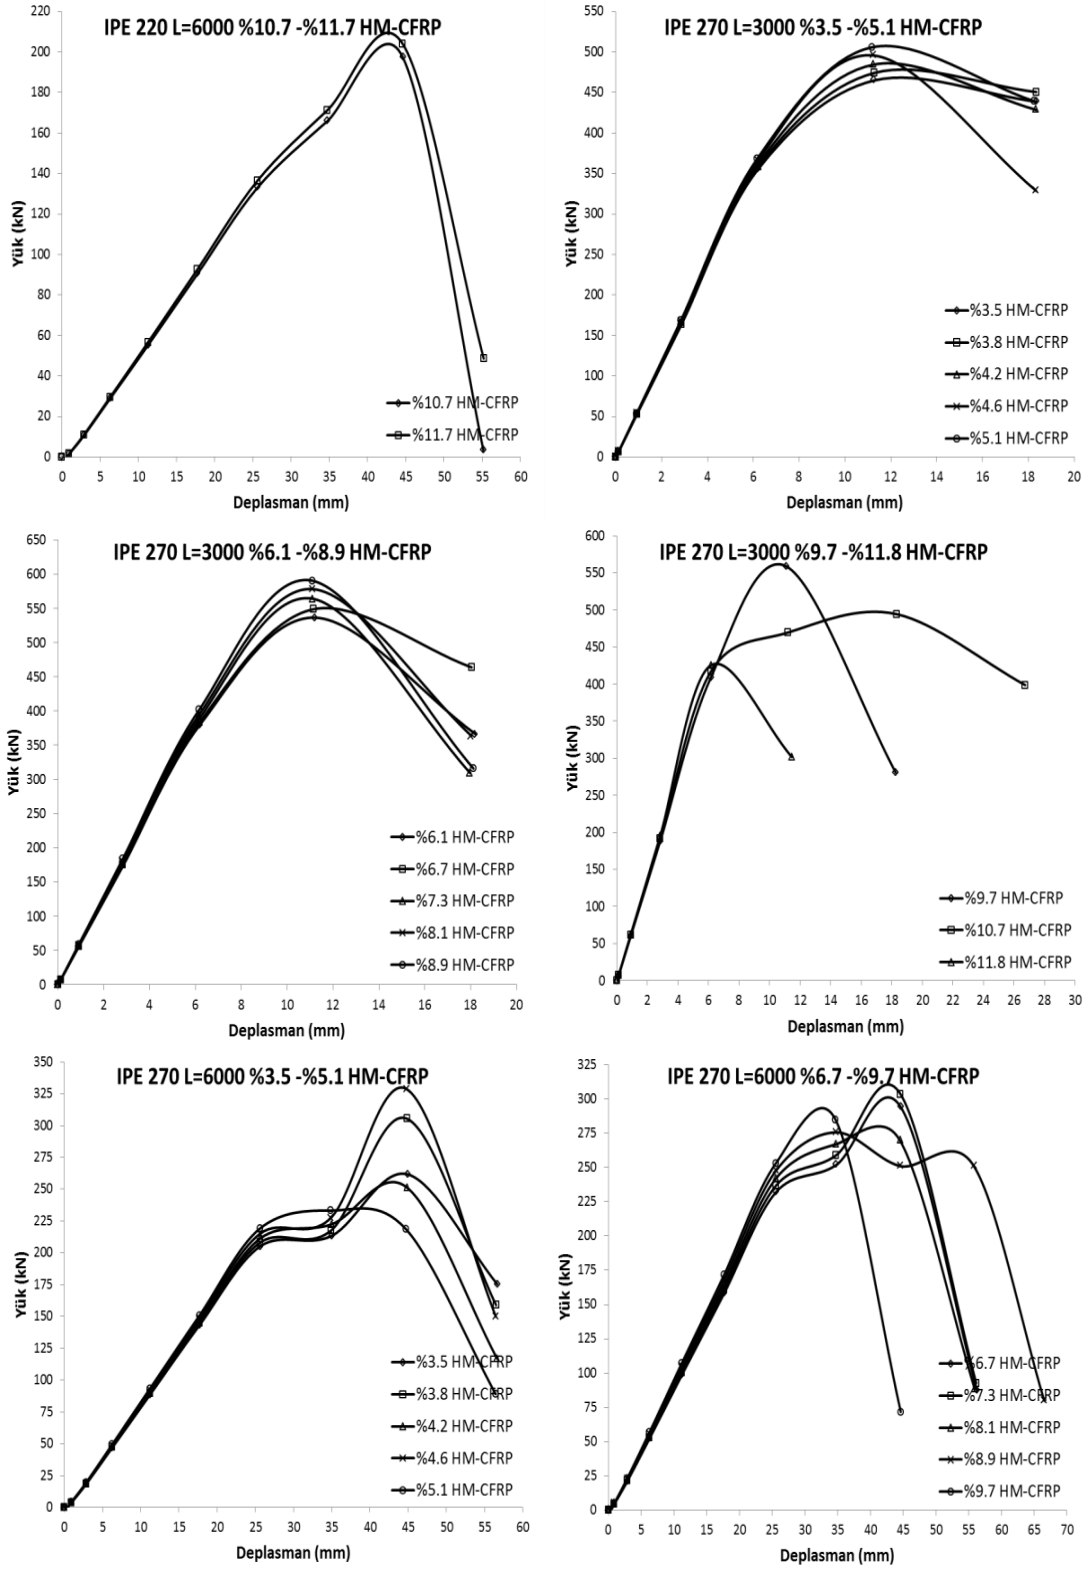 IPE 220 L=6000 %10.7 -%11.7 HM-CFRP
220
200
180
160
140
120
100
80
60
40
20
0
Yük (kN)
%10.7 HM-CFRP
%11.7 HM-CFRP
0 5 10 15 20 25 30 35 40 45 50 55 60
Deplasman (mm)
IPE 270 L=3000 %3.5 -%5.1 HM-CFRP
550
500
450
400
350
300
250
200
150
100
50
0
Yük (kN)
%3.5 HM-CFRP
%3.8 HM-CFRP
%4.2 HM-CFRP
%4.6 HM-CFRP
%5.1 HM-CFRP
0 2 4 6 8 10 12 14 16 18 20
Deplasman (mm)
IPE 270 L=3000 %6.1 -%8.9 HM-CFRP
650
600
550
500
450
400
350
300
250
200
150
100
50
0
Yük (kN)
%6.1 HM-CFRP
%6.7 HM-CFRP
%7.3 HM-CFRP
%8.1 HM-CFRP
%8.9 HM-CFRP
0 2 4 6 8 10 12 14 16 18 20
Deplasman (mm)
IPE 270 L=3000 %9.7 -%11.8 HM-CFRP
600
550
500
450
400
350
300
250
200
150
100
50
0
Yük (kN)
%9.7 HM-CFRP
%10.7 HM-CFRP
%11.8 HM-CFRP
0 2 4 6 8 10 12 14 16 18 20 22 24 26 28 30
Deplasman (mm)
IPE 270 L=6000 %3.5 -%5.1 HM-CFRP
350
325
300
275
250
225
200
175
150
125
100
75
50
25
0
Yük (kN)
%3.5 HM-CFRP
%3.8 HM-CFRP
%4.2 HM-CFRP
%4.6 HM-CFRP
%5.1 HM-CFRP
0 5 10 15 20 25 30 35 40 45 50 55 60
Deplasman (mm)
IPE 270 L=6000 %6.7 -%9.7 HM-CFRP
325
300
275
250
225
200
175
150
125
100
75
50
25
0
Yük (kN)
%6.7 HM-CFRP
%7.3 HM-CFRP
%8.1 HM-CFRP
%8.9 HM-CFRP
%9.7 HM-CFRP
0 5 10 15 20 25 30 35 40 45 50 55 60 65 70
Deplasman (mm)